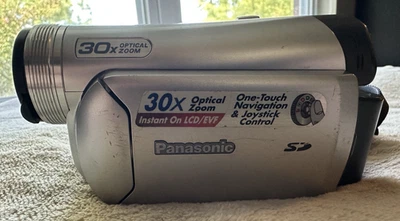 30x OPTICAL ZOOM
30x Optical Zoom
Instant On LCD/EVF
One-Touch
Navigation
& Joystick
Control
Panasonic
SD